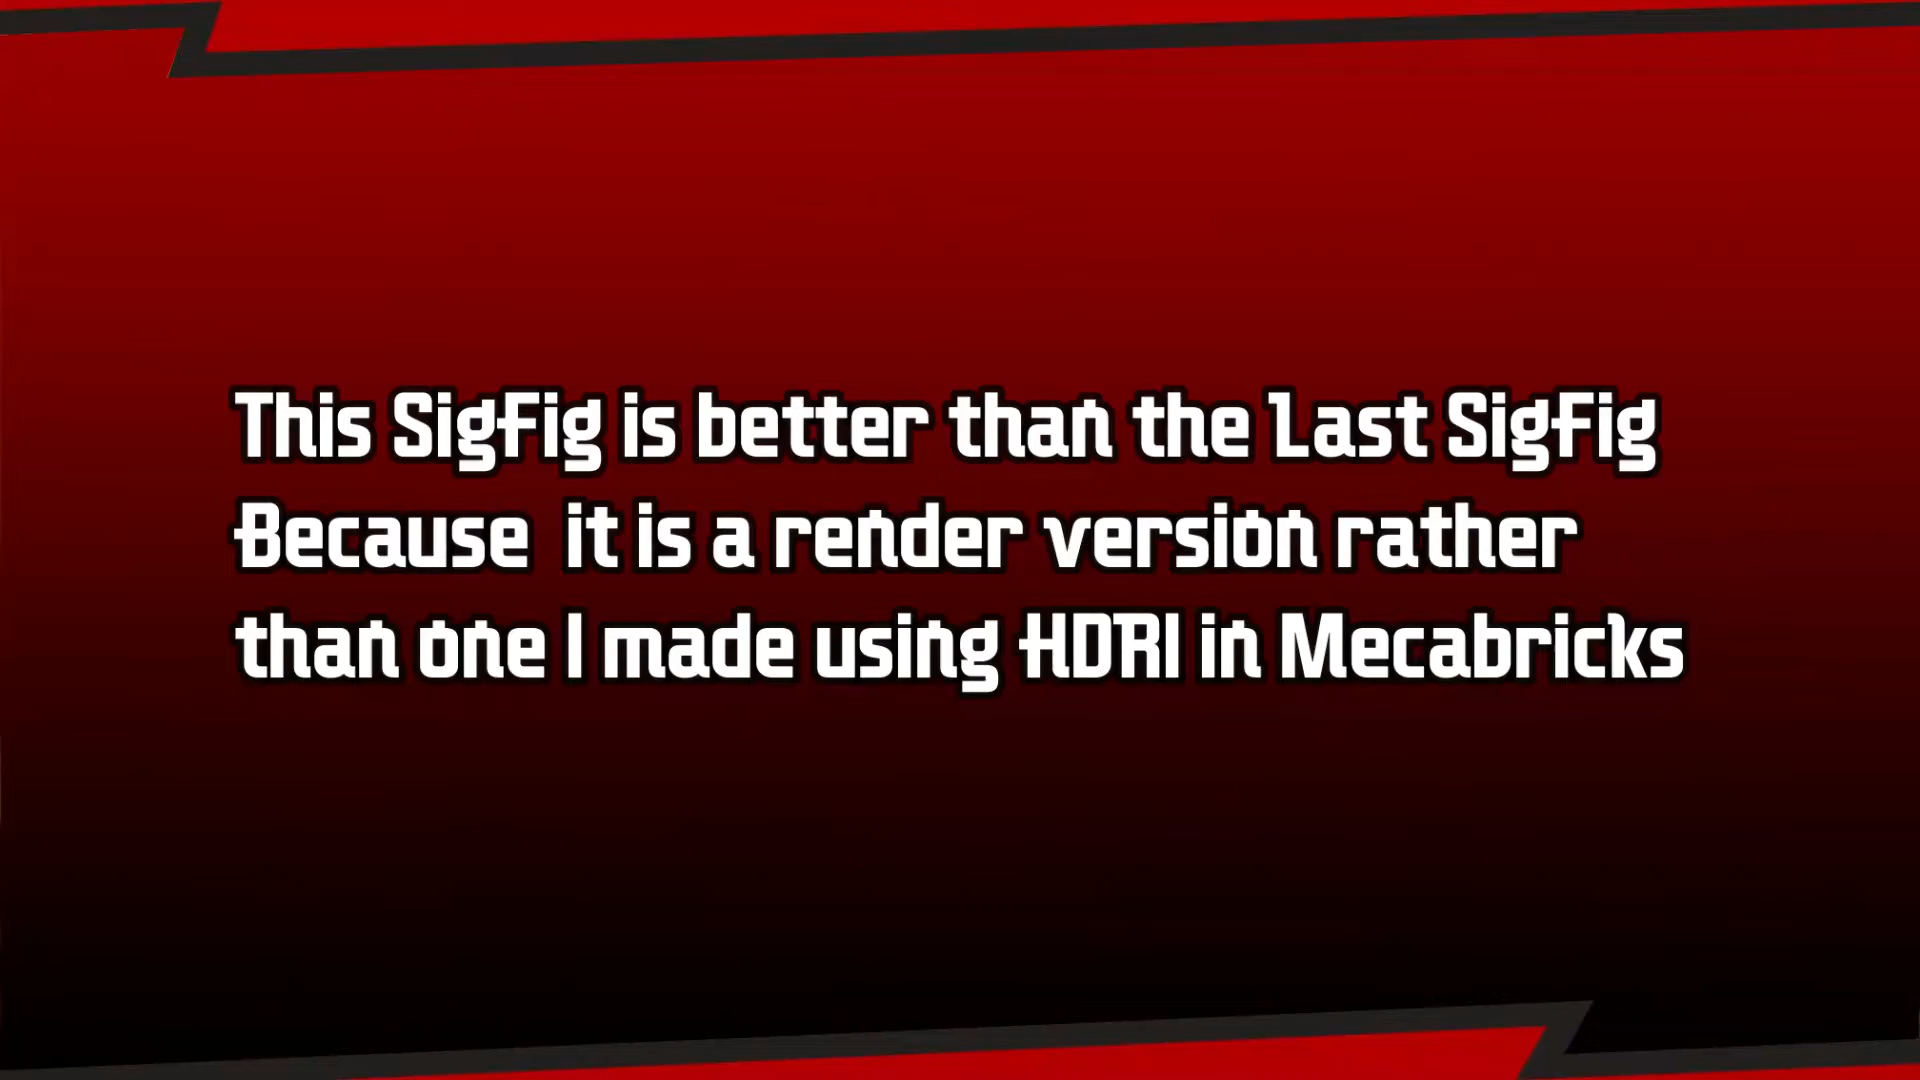 This SigFig is better than the Last SigFig
Because  it is a render version rather
than one I made using HDRI in Mecabricks